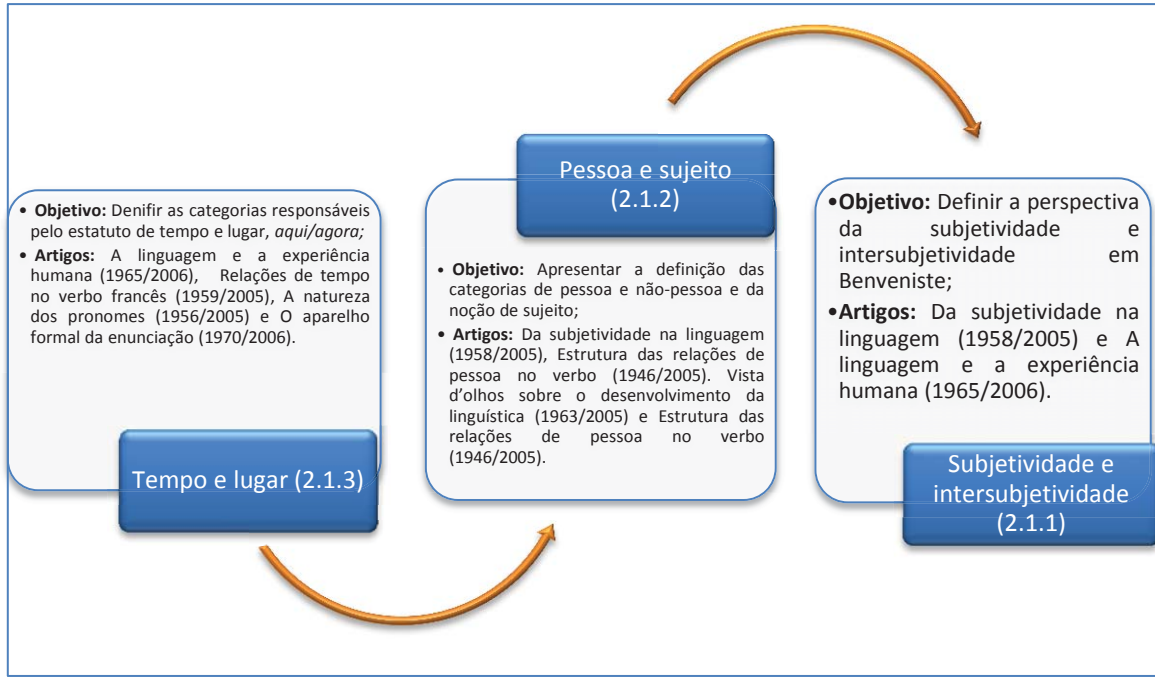 • Objetivo: Denifir as categorias responsáveis
pelo estatuto de tempo e lugar, aqui/agora;
• Artigos: A linguagem e a experiência
humana (1965/2006), Relações de tempo
no verbo francês (1959/2005), A natureza
dos pronomes (1956/2005) e O aparelho
formal da enunciação (1970/2006).
Tempo e lugar (2.1.3)
Pessoa e sujeito
(2.1.2)
• Objetivo: Apresentar a definição das
categorias de pessoa e não-pessoa e da
noção de sujeito;
• Artigos: Da subjetividade na linguagem
(1958/2005), Estrutura das relações de
pessoa no verbo (1946/2005). Vista
d’olhos sobre o desenvolvimento da
linguística (1963/2005) e Estrutura das
relações de pessoa no verbo
(1946/2005).
•Objetivo: Definir a perspectiva
da subjetividade e
intersubjetividade em
Benveniste;
•Artigos: Da subjetividade na
linguagem (1958/2005) e A
linguagem e a experiência
humana (1965/2006).
Subjetividade e
intersubjetividade
(2.1.1)